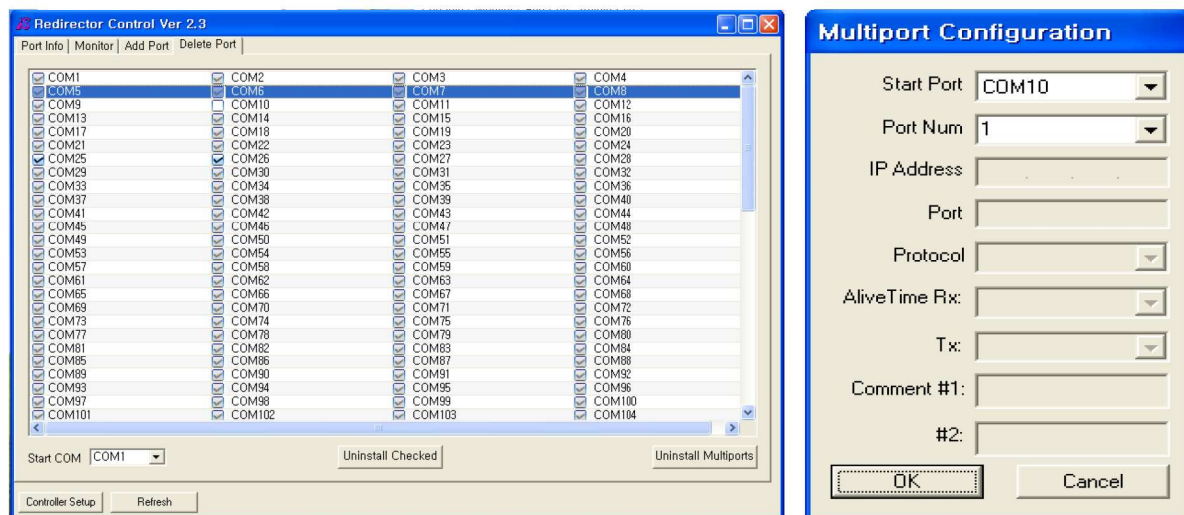 Redirector Control Ver 2.3
Port Info Monitor Add Port Delete Port
COM1 COM2 COM3 COM4
COM5 COM6 COM7 COM8
COM9 COM10 COM11 COM12
COM13 COM14 COM15 COM16
COM17 COM18 COM19 COM20
COM21 COM22 COM23 COM24
COM25 COM26 COM27 COM28
COM29 COM30 COM31 COM32
COM33 COM34 COM35 COM36
COM37 COM38 COM39 COM40
COM41 COM42 COM43 COM44
COM45 COM46 COM47 COM48
COM49 COM50 COM51 COM52
COM53 COM54 COM55 COM56
COM57 COM58 COM59 COM60
COM61 COM62 COM63 COM64
COM65 COM66 COM67 COM68
COM69 COM70 COM71 COM72
COM73 COM74 COM75 COM76
COM77 COM78 COM79 COM80
COM81 COM82 COM83 COM84
COM85 COM86 COM87 COM88
COM89 COM90 COM91 COM92
COM93 COM94 COM95 COM96
COM97 COM98 COM99 COM100
COM101 COM102 COM103 COM104
Start COM COM1 Uninstall Checked Uninstall Multiports
Controller Setup Refresh
Multiport Configuration
Start Port COM10
Port Num 1
IP Address . . .
Port
Protocol
AliveTime Rx:
Tx:
Comment #1:
#2:
OK Cancel